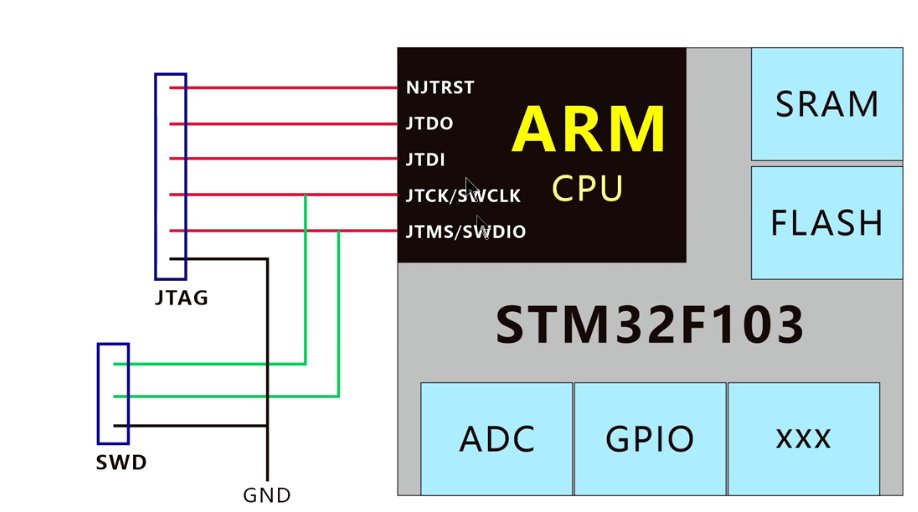 NJTRST
JTDO
JTDI
JTCK/SWCLK
JTMS/SWDIO
ARM
CPU
SRAM
FLASH
JTAG
STM32F103
SWD
GND
ADC
GPIO
xxx